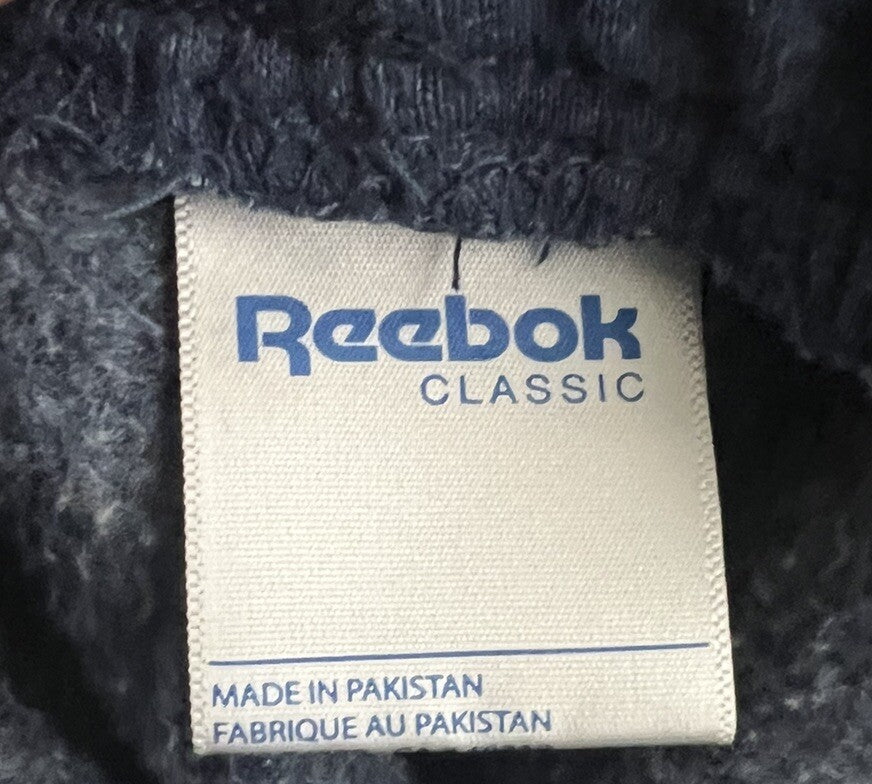 Reebok
CLASSIC
MADE IN PAKISTAN
FABRIQUE AU PAKISTAN